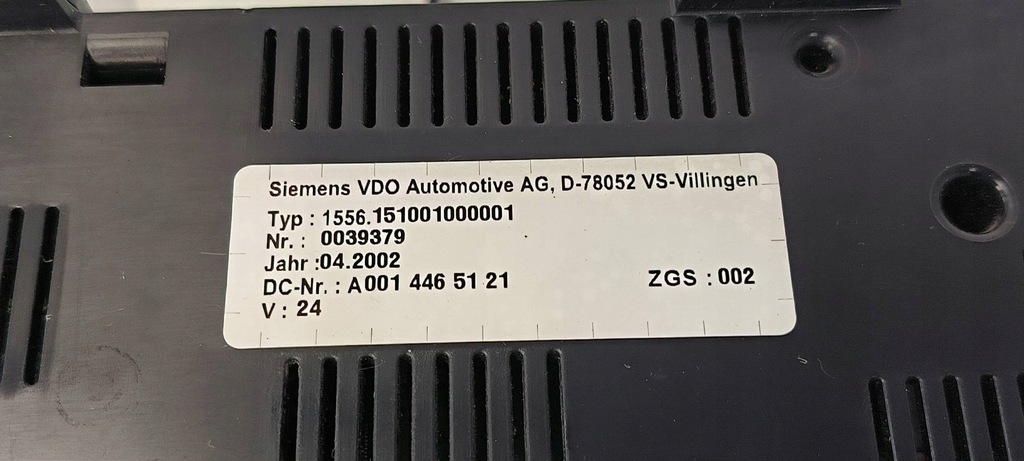 Siemens VDO Automotive AG, D-78052 VS-Villingen
Typ : 1556.151001000001
Nr. : 0039379
Jahr :04.2002
DC-Nr. : A001 446 51 21 ZGS : 002
V : 24